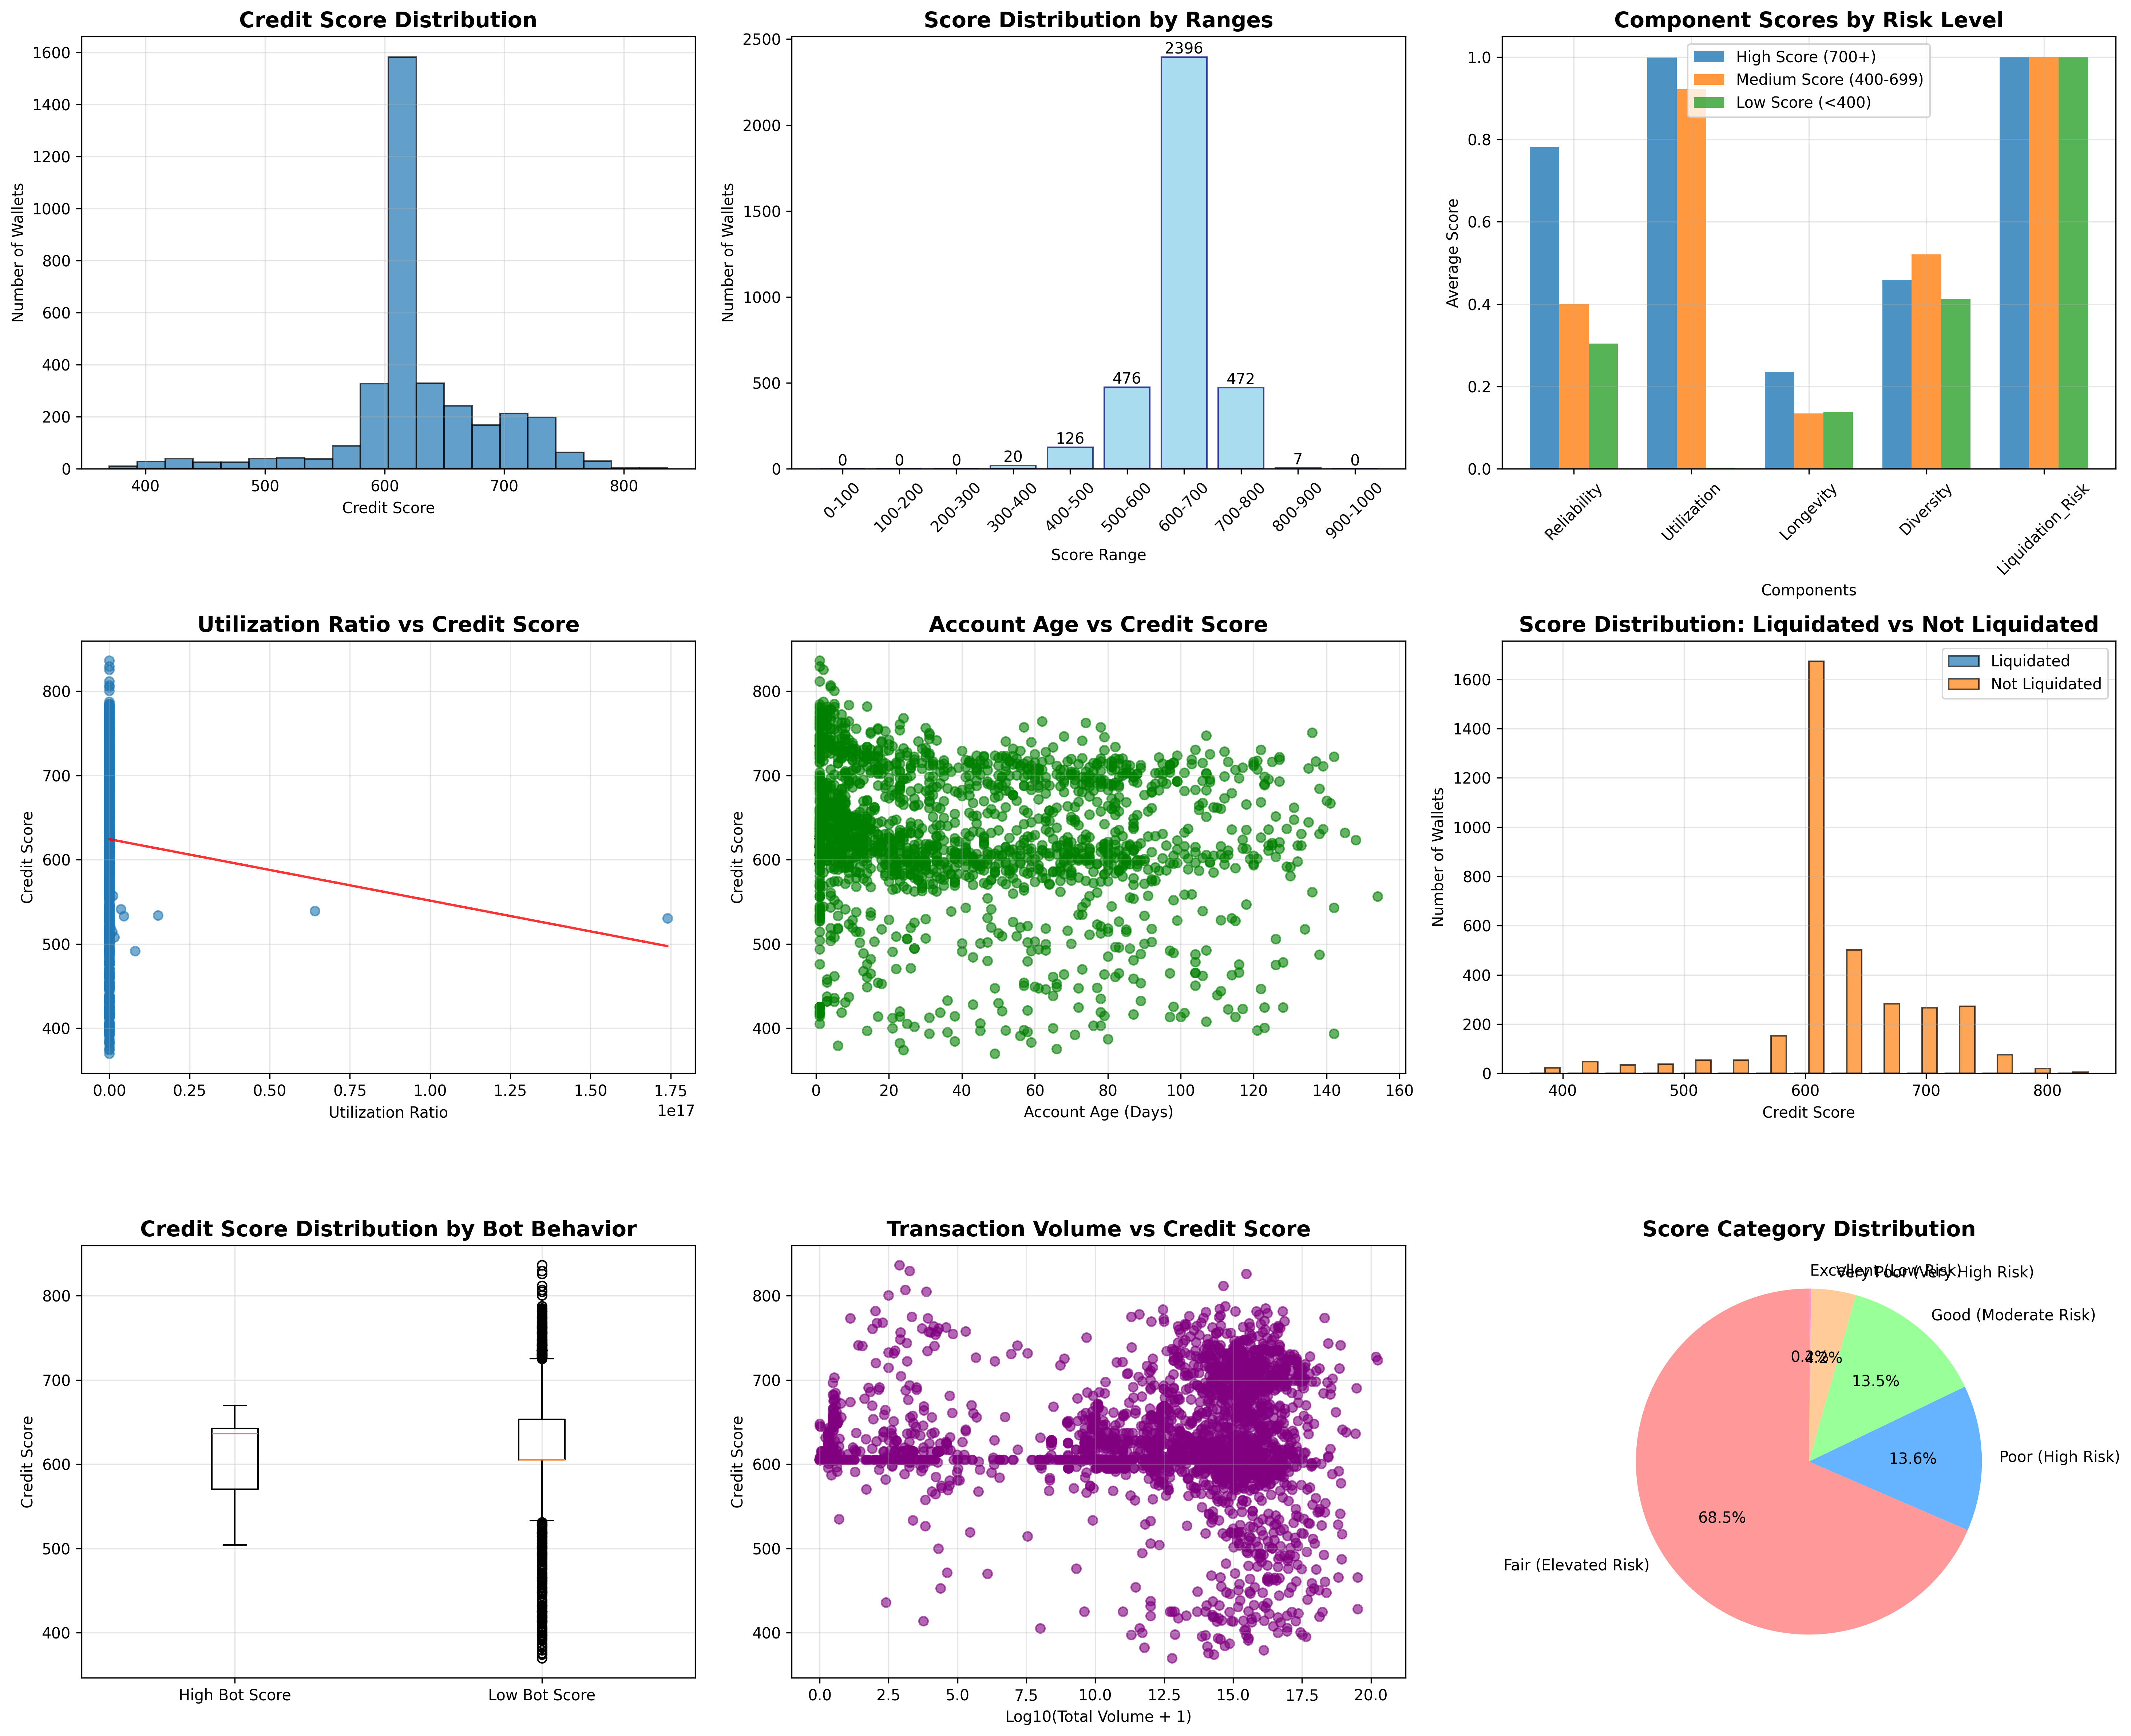 Credit Score Distribution
Number of Wallets
1600
1400
1200
1000
800
600
400
200
0
400 500 600 700 800
Credit Score
Score Distribution by Ranges
Number of Wallets
2500
2000
1500
1000
500
0
0 0 0 20 126 476 2396 472 7 0
0-100 100-200 200-300 300-400 400-500 500-600 600-700 700-800 800-900 900-1000
Score Range
Component Scores by Risk Level
Average Score
1.0
0.8
0.6
0.4
0.2
0.0
High Score (700+)
Medium Score (400-699)
Low Score (<400)
Reliability Utilization Longevity Diversity Liquidation_Risk
Components
Utilization Ratio vs Credit Score
Credit Score
800
700
600
500
400
0.00 0.25 0.50 0.75 1.00 1.25 1.50 1.75
1e17
Utilization Ratio
Account Age vs Credit Score
Credit Score
800
700
600
500
400
0 20 40 60 80 100 120 140 160
Account Age (Days)
Score Distribution: Liquidated vs Not Liquidated
Number of Wallets
1600
1400
1200
1000
800
600
400
200
0
Liquidated
Not Liquidated
400 500 600 700 800
Credit Score
Credit Score Distribution by Bot Behavior
Credit Score
800
700
600
500
400
High Bot Score Low Bot Score
Transaction Volume vs Credit Score
Credit Score
800
700
600
500
400
0.0 2.5 5.0 7.5 10.0 12.5 15.0 17.5 20.0
Log10(Total Volume + 1)
Score Category Distribution
Excellent (Low Risk)
Very Poor (Very High Risk)
Good (Moderate Risk)
0.2%
4.2%
13.5%
Poor (High Risk)
13.6%
68.5%
Fair (Elevated Risk)